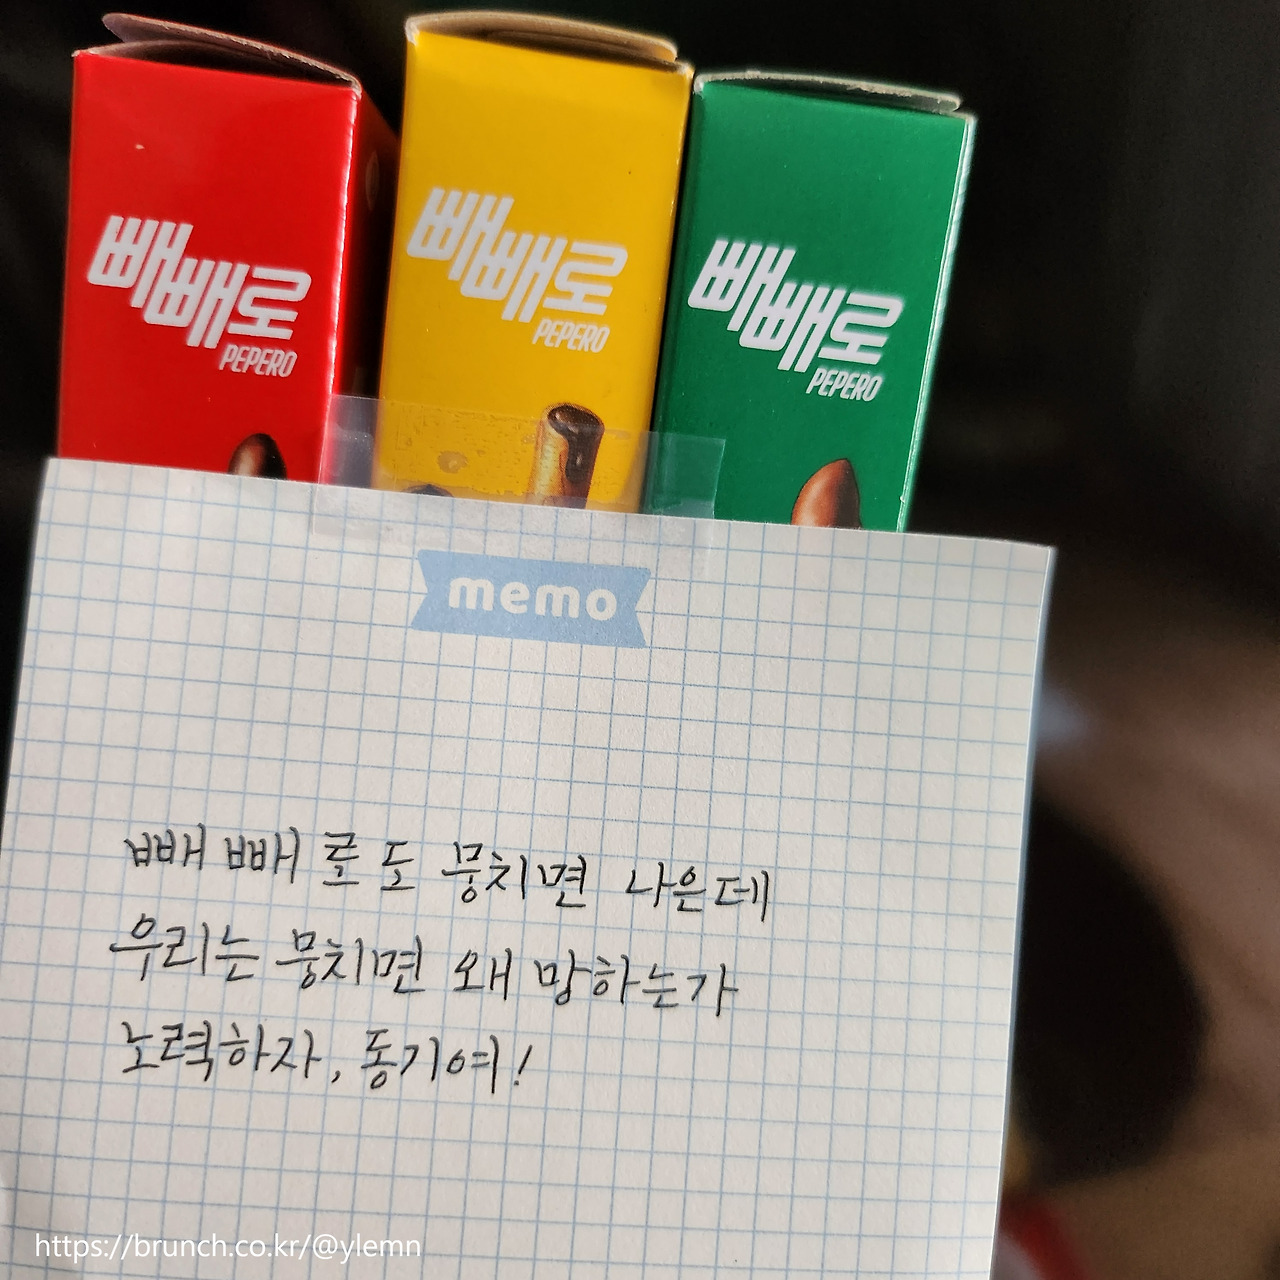 빼빼로
PEPERO
빼빼로
PEPERO
빼빼로
PEPERO
memo
빼빼로도 뭉치면 나은데
우리는 뭉치면 왜 망하는가
노력하자, 동기여!
https://brunch.co.kr/@ylemn